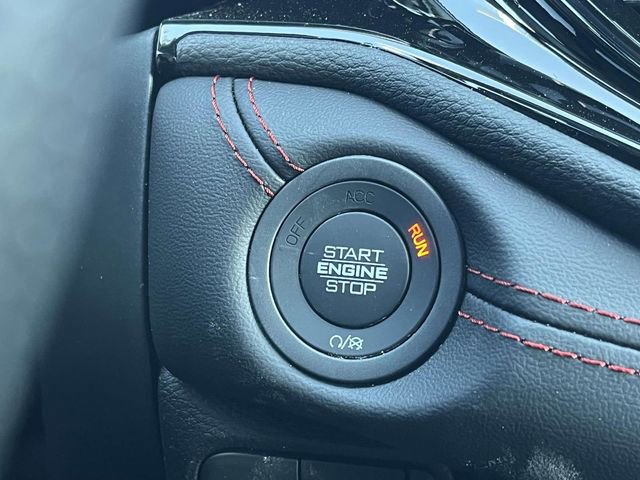 OFF
ACC
RUN
START
ENGINE
STOP